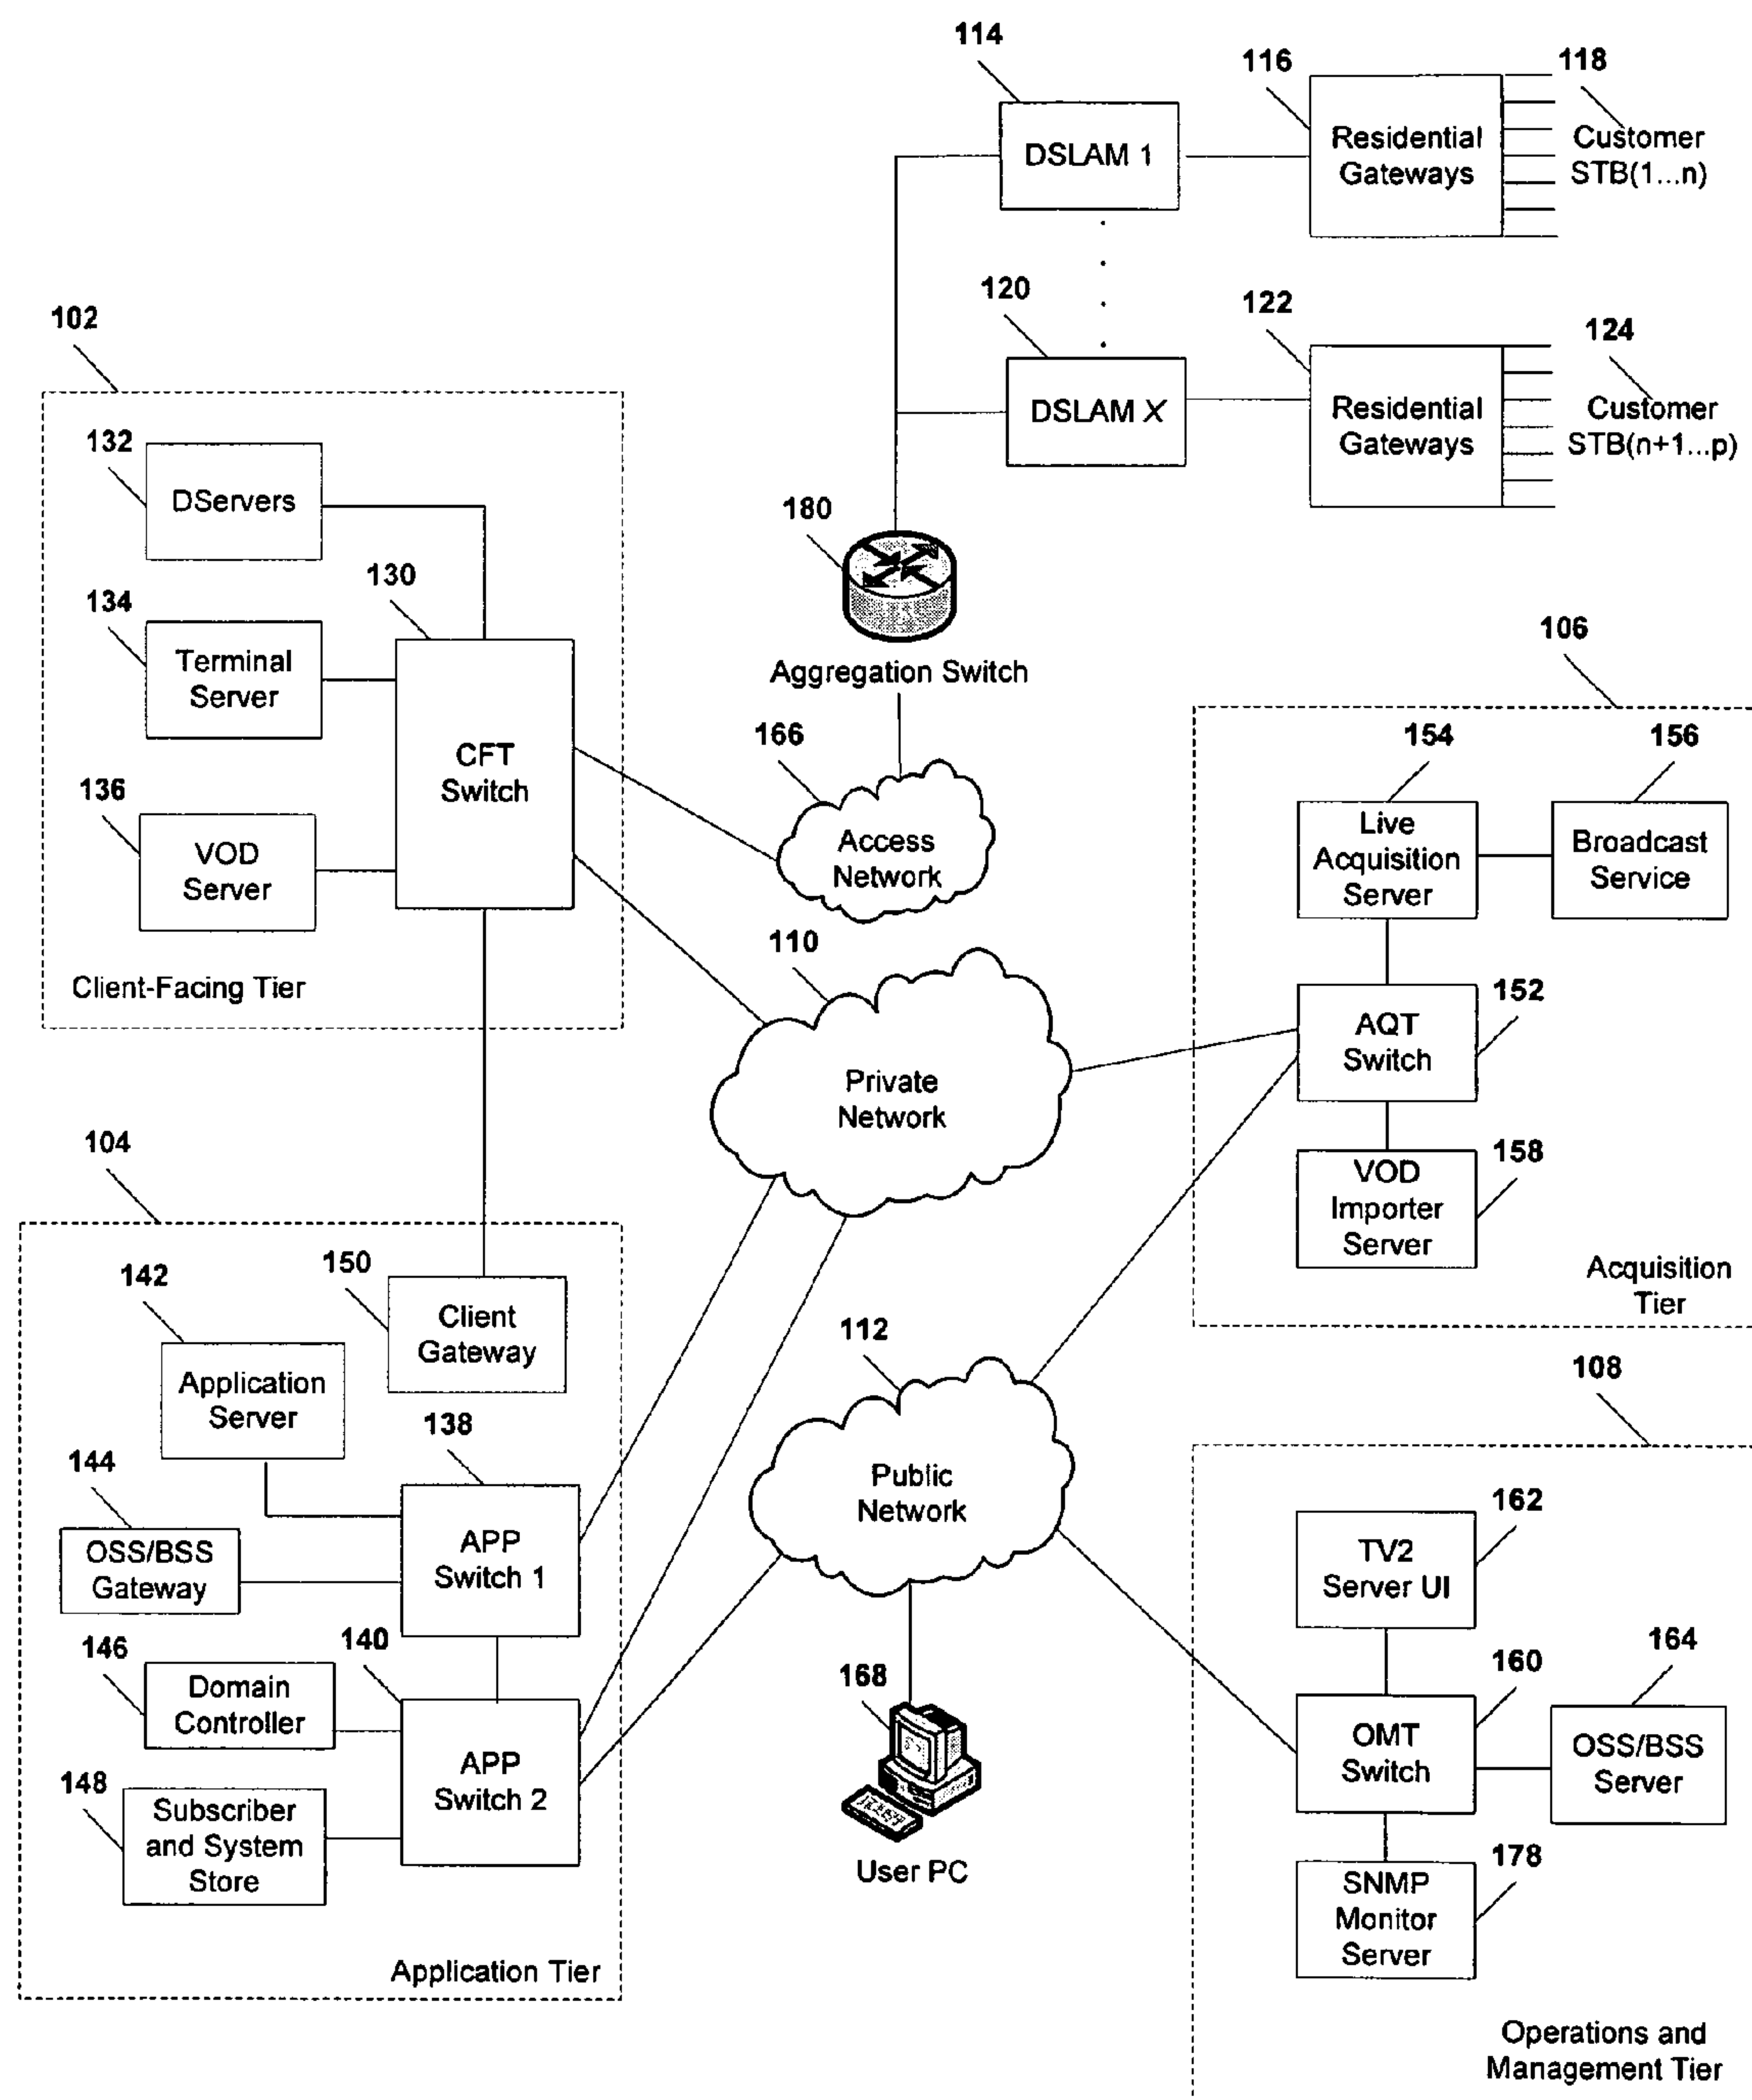 114
116
118
DSLAM 1
Residential
Gateways
Customer
STB(1...n)
120
122
124
DSLAM X
Residential
Gateways
Customer
STB(n+1...p)
102
132
DServers
130
134
Terminal
Server
CFT
Switch
136
VOD
Server
Client-Facing Tier
180
Aggregation Switch
166
Access
Network
110
Private
Network
106
154
156
Live
Acquisition
Server
Broadcast
Service
152
AQT
Switch
158
VOD
Importer
Server
Acquisition
Tier
104
142
150
Client
Gateway
Application
Server
138
144
OSS/BSS
Gateway
APP
Switch 1
146
140
Domain
Controller
APP
Switch 2
148
Subscriber
and System
Store
Application Tier
112
Public
Network
168
User PC
108
162
TV2
Server UI
160
164
OMT
Switch
OSS/BSS
Server
178
SNMP
Monitor
Server
Operations and
Management Tier